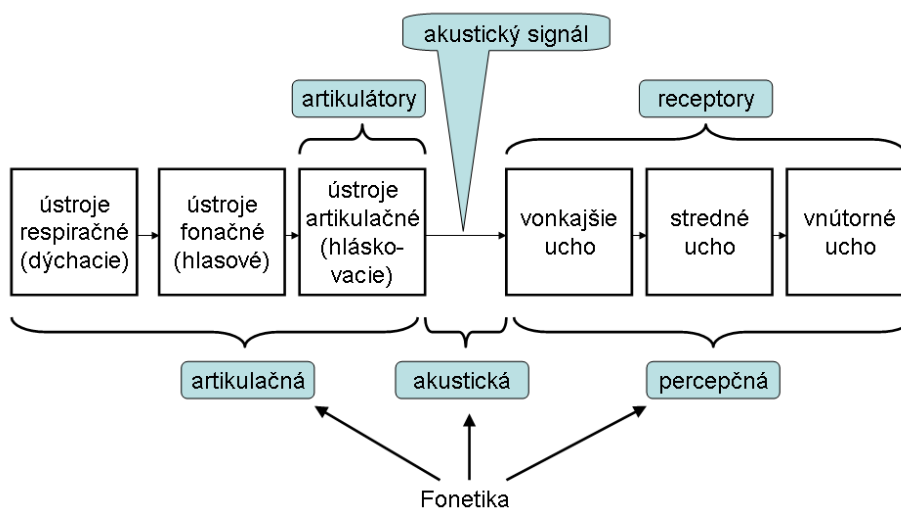 akustický signál
artikulátory
receptory
ústroje
respiračné
(dýchacie)
ústroje
fonačné
(hlasové)
ústroje
artikulačné
(hlásko-
vacie)
vonkajšie
ucho
stredné
ucho
vnútorné
ucho
artikulačná
akustická
percepčná
Fonetika